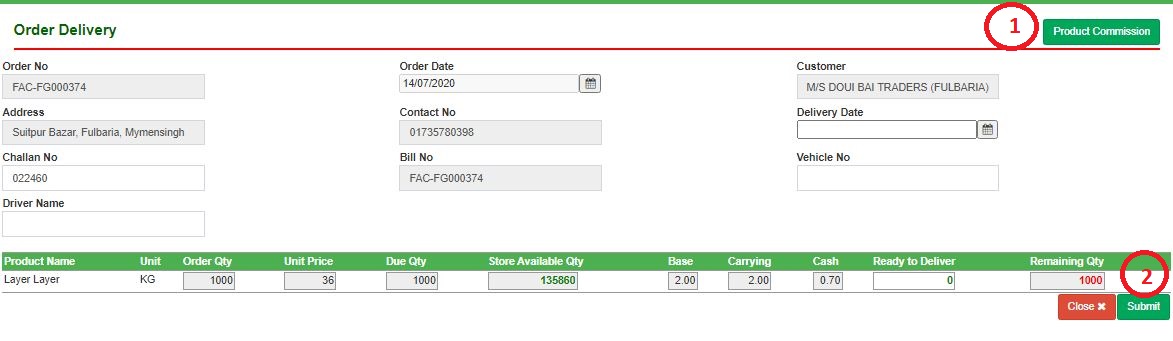 Order Delivery
1
Product Commission
Order No
Order Date
Customer
FAC-FG000374
14/07/2020
M/S DOUI BAI TRADERS (FULBARIA)
Address
Contact No
Delivery Date
Suitpur Bazar, Fulbaria, Mymensingh
01735780398
Challan No
Bill No
Vehicle No
022460
FAC-FG000374
Driver Name
Product Name Unit Order Qty Unit Price Due Qty Store Available Qty Base Carrying Cash Ready to Deliver Remaining Qty
Layer Layer KG 1000 36 1000 135860 2.00 2.00 0.70 0 1000
2
Close ✖
Submit